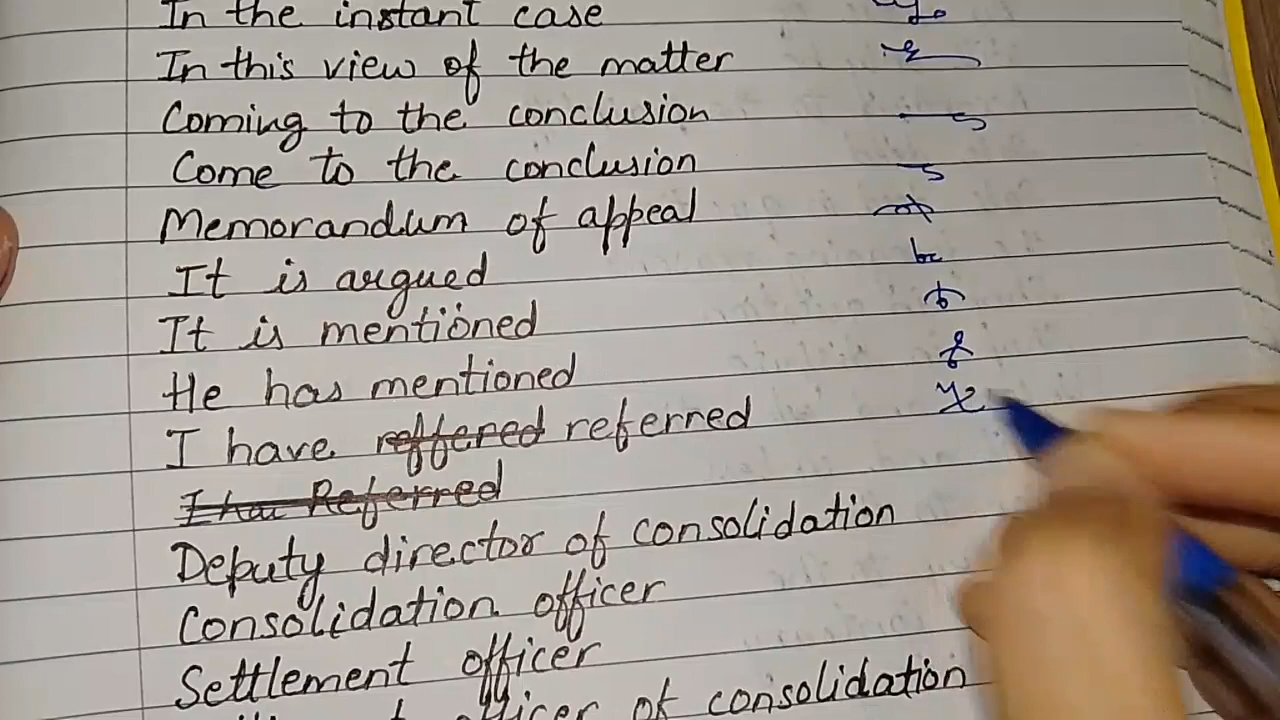 In the instant case
In this view of the matter
Coming to the conclusion
Come to the conclusion
Memorandum of appeal
It is argued
It is mentioned
He has mentioned
I have reffered referred
I ha Referred
Deputy director of consolidation
Consolidation officer
Settlement officer
officer of consolidation